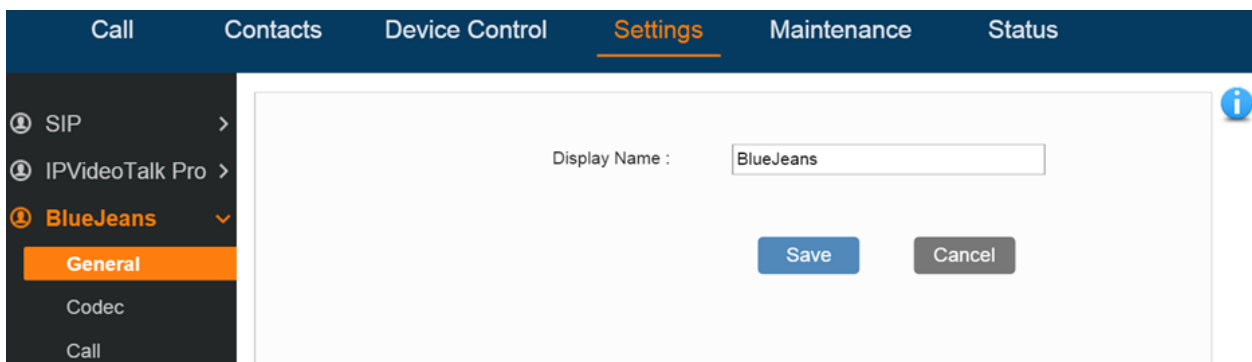 Call Contacts Device Control Settings Maintenance Status
SIP
IPVideoTalk Pro
BlueJeans
General
Codec
Call
Display Name : BlueJeans
Save Cancel